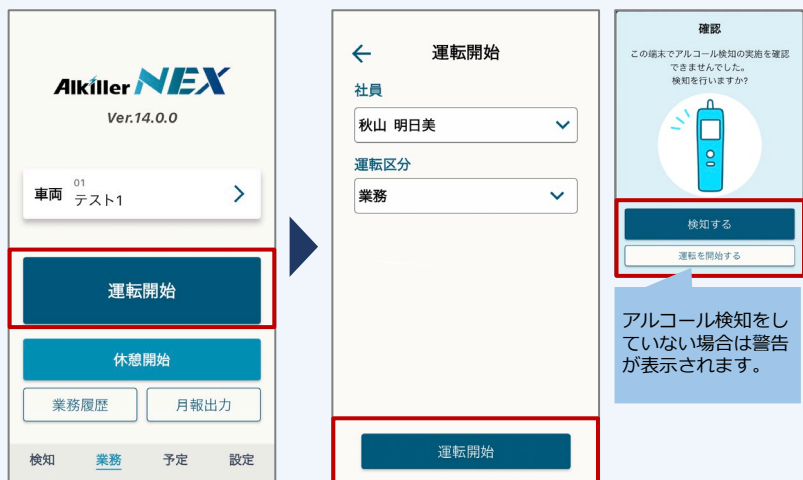 Alkiller NEX
Ver.14.0.0
車両
01
テスト1
運転開始
休憩開始
業務履歴
月報出力
検知
業務
予定
設定
運転開始
社員
秋山 明日美
運転区分
業務
運転開始
確認
この端末でアルコール検知の実施を確認
できませんでした。
検知を行いますか?
検知する
運転を開始する
アルコール検知をし
ていない場合は警告
が表示されます。